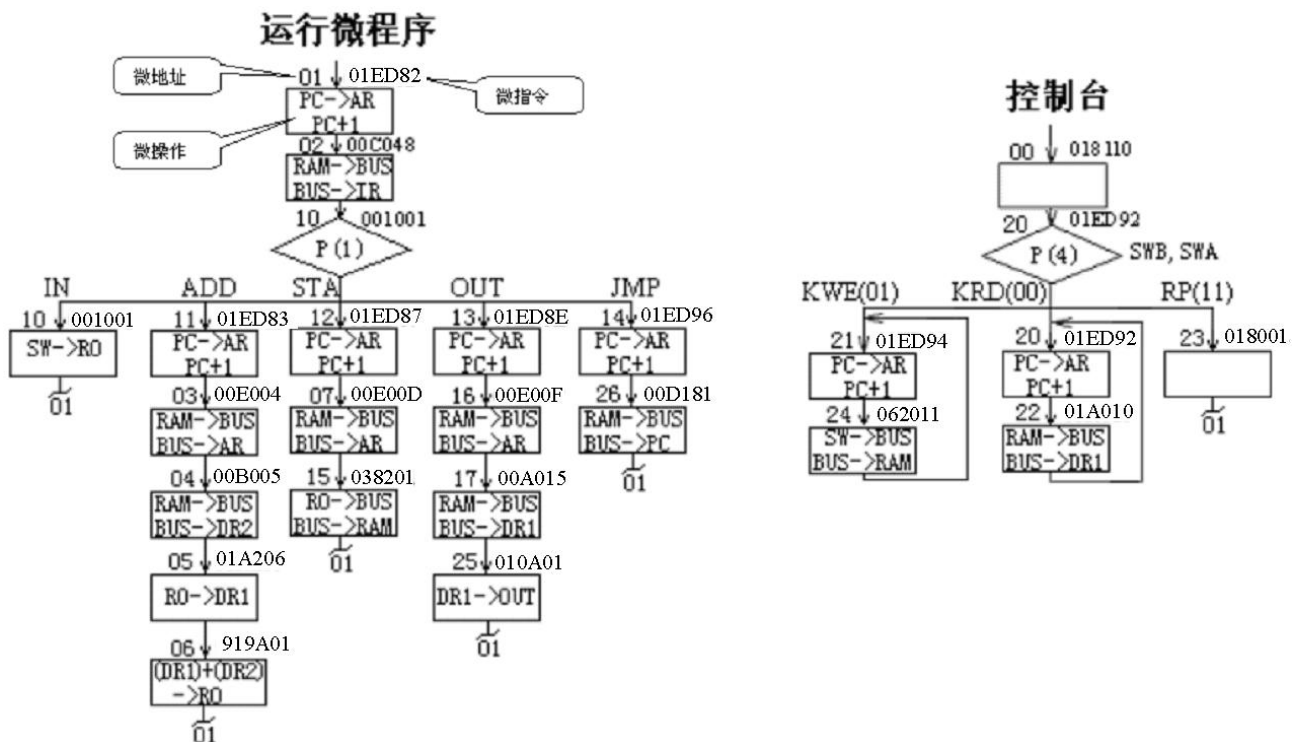 运行微程序
微地址
01
01ED82
微指令
PC->AR
PC+1
微操作
02
00C048
RAM->BUS
BUS->IR
10
001001
P(1)
IN
ADD
STA
OUT
JMP
10
001001
11
01ED83
12
01ED87
13
01ED8E
14
01ED96
SW->RO
PC->AR
PC+1
PC->AR
PC+1
PC->AR
PC+1
PC->AR
PC+1
01
03
00E004
07
00E00D
16
00E00F
26
00D181
RAM->BUS
BUS->AR
RAM->BUS
BUS->AR
RAM->BUS
BUS->AR
RAM->BUS
BUS->PC
04
00B005
15
038201
17
00A015
01
RAM->BUS
BUS->DR2
RO->BUS
BUS->RAM
RAM->BUS
BUS->DR1
05
01A206
01
25
010A01
RO->DR1
DR1->OUT
06
919A01
01
(DR1)+(DR2)
->RO
01
控制台
00
018110
20
01ED92
P(4)
SWB, SWA
KWE(01)
KRD(00)
RP(11)
21
01ED94
20
01ED92
23
018001
PC->AR
PC+1
PC->AR
PC+1
24
062011
22
01A010
01
SW->BUS
BUS->RAM
RAM->BUS
BUS->DR1